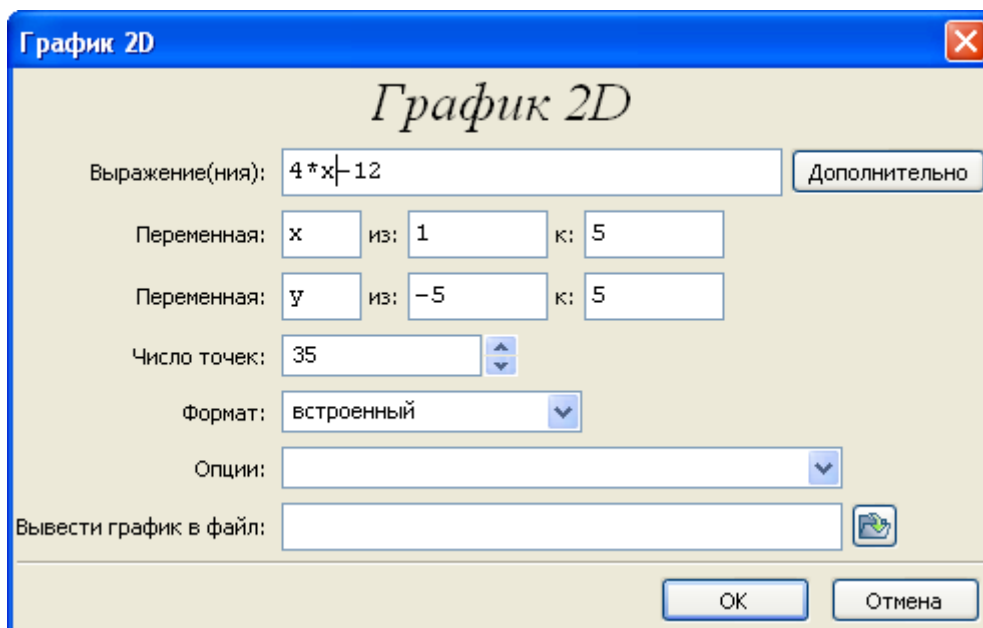 График 2D
График 2D
Выражение(ния): 4*x-12 Дополнительно
Переменная: x из: 1 к: 5
Переменная: y из: -5 к: 5
Число точек: 35
Формат: встроенный
Опции:
Вывести график в файл:
OK Отмена